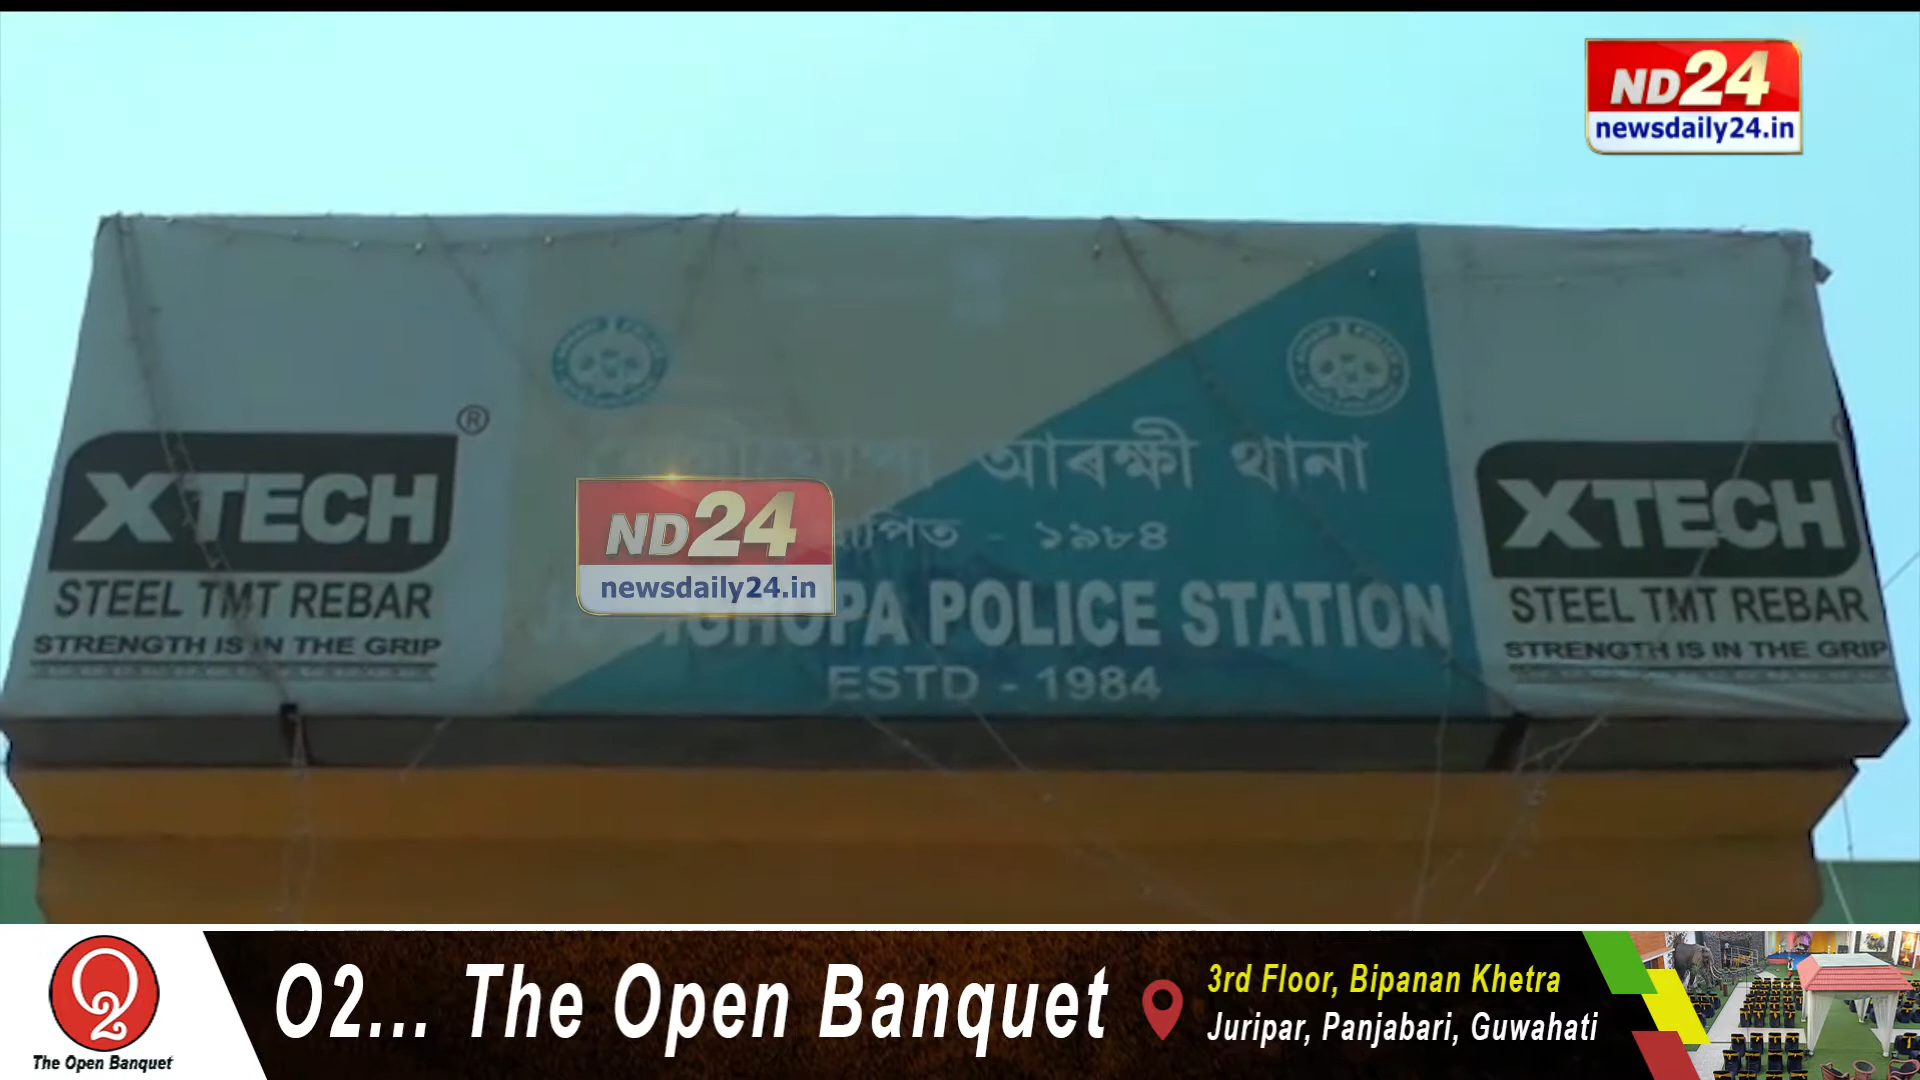 ND24
newsdaily24.in
®
XTECH
STEEL TMT REBAR
STRENGTH IS IN THE GRIP
আৰক্ষী থানা
- ১৯৮৪
POLICE STATION
ESTD - 1984
ND24
newsdaily24.in
XTECH
STEEL TMT REBAR
STRENGTH IS IN THE GRIP
O2
The Open Banquet
O2... The Open Banquet
3rd Floor, Bipanan Khetra
Juripar, Panjabari, Guwahati